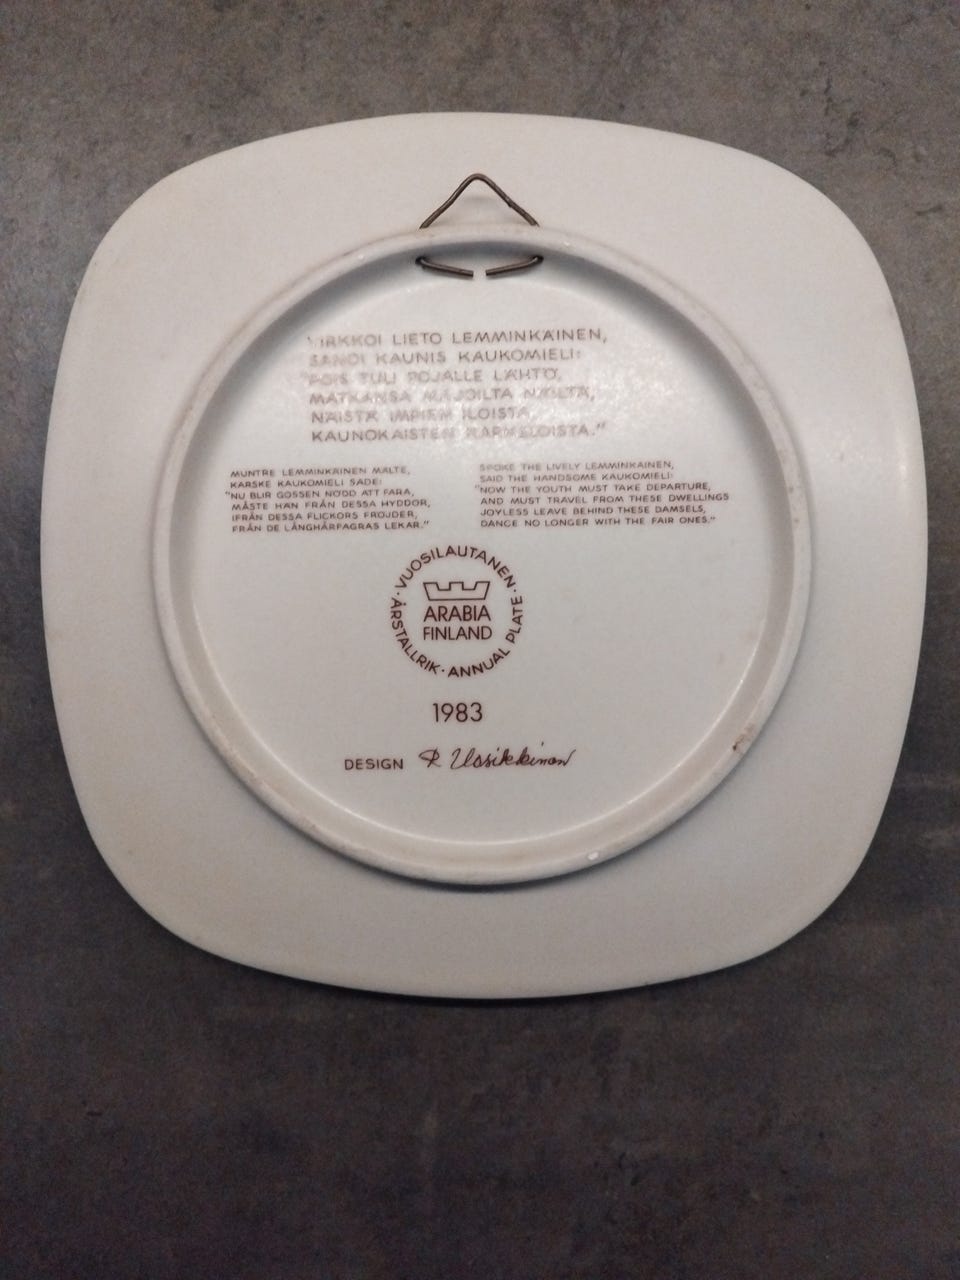 VIRKKOI LIETO LEMMINKÄINEN,
SANOI KAUNIS KAUKOMIELI:
"POIS TULI POJALLE LÄHTÖ,
MATKANSA MAJOILTA NÄILTÄ,
NÄISTÄ IMPIEN ILOISTA,
KAUNOKAISTEN KARKELOISTA."
MUNTRE LEMMINKÄINEN MÄLTE,
KARSKE KAUKOMIELI SADE:
"NU BLIR GOSSEN NÖDD ATT FARA,
MÅSTE HAN FRÅN DESSA HYDDOR,
IFRÅN DESSA FLICKORS FRÖJDER,
FRÅN DE LÅNGHÅRFAGRAS LEKAR."
SPOKE THE LIVELY LEMMINKAINEN,
SAID THE HANDSOME KAUKOMIELI:
"NOW THE YOUTH MUST TAKE DEPARTURE,
AND MUST TRAVEL FROM THESE DWELLINGS
JOYLESS LEAVE BEHIND THESE DAMSELS,
DANCE NO LONGER WITH THE FAIR ONES."
· VUOSILAUTANEN · ANNUAL PLATE · ÅRSTALLRIK
ARABIA
FINLAND
1983
DESIGN R Uosikkinen